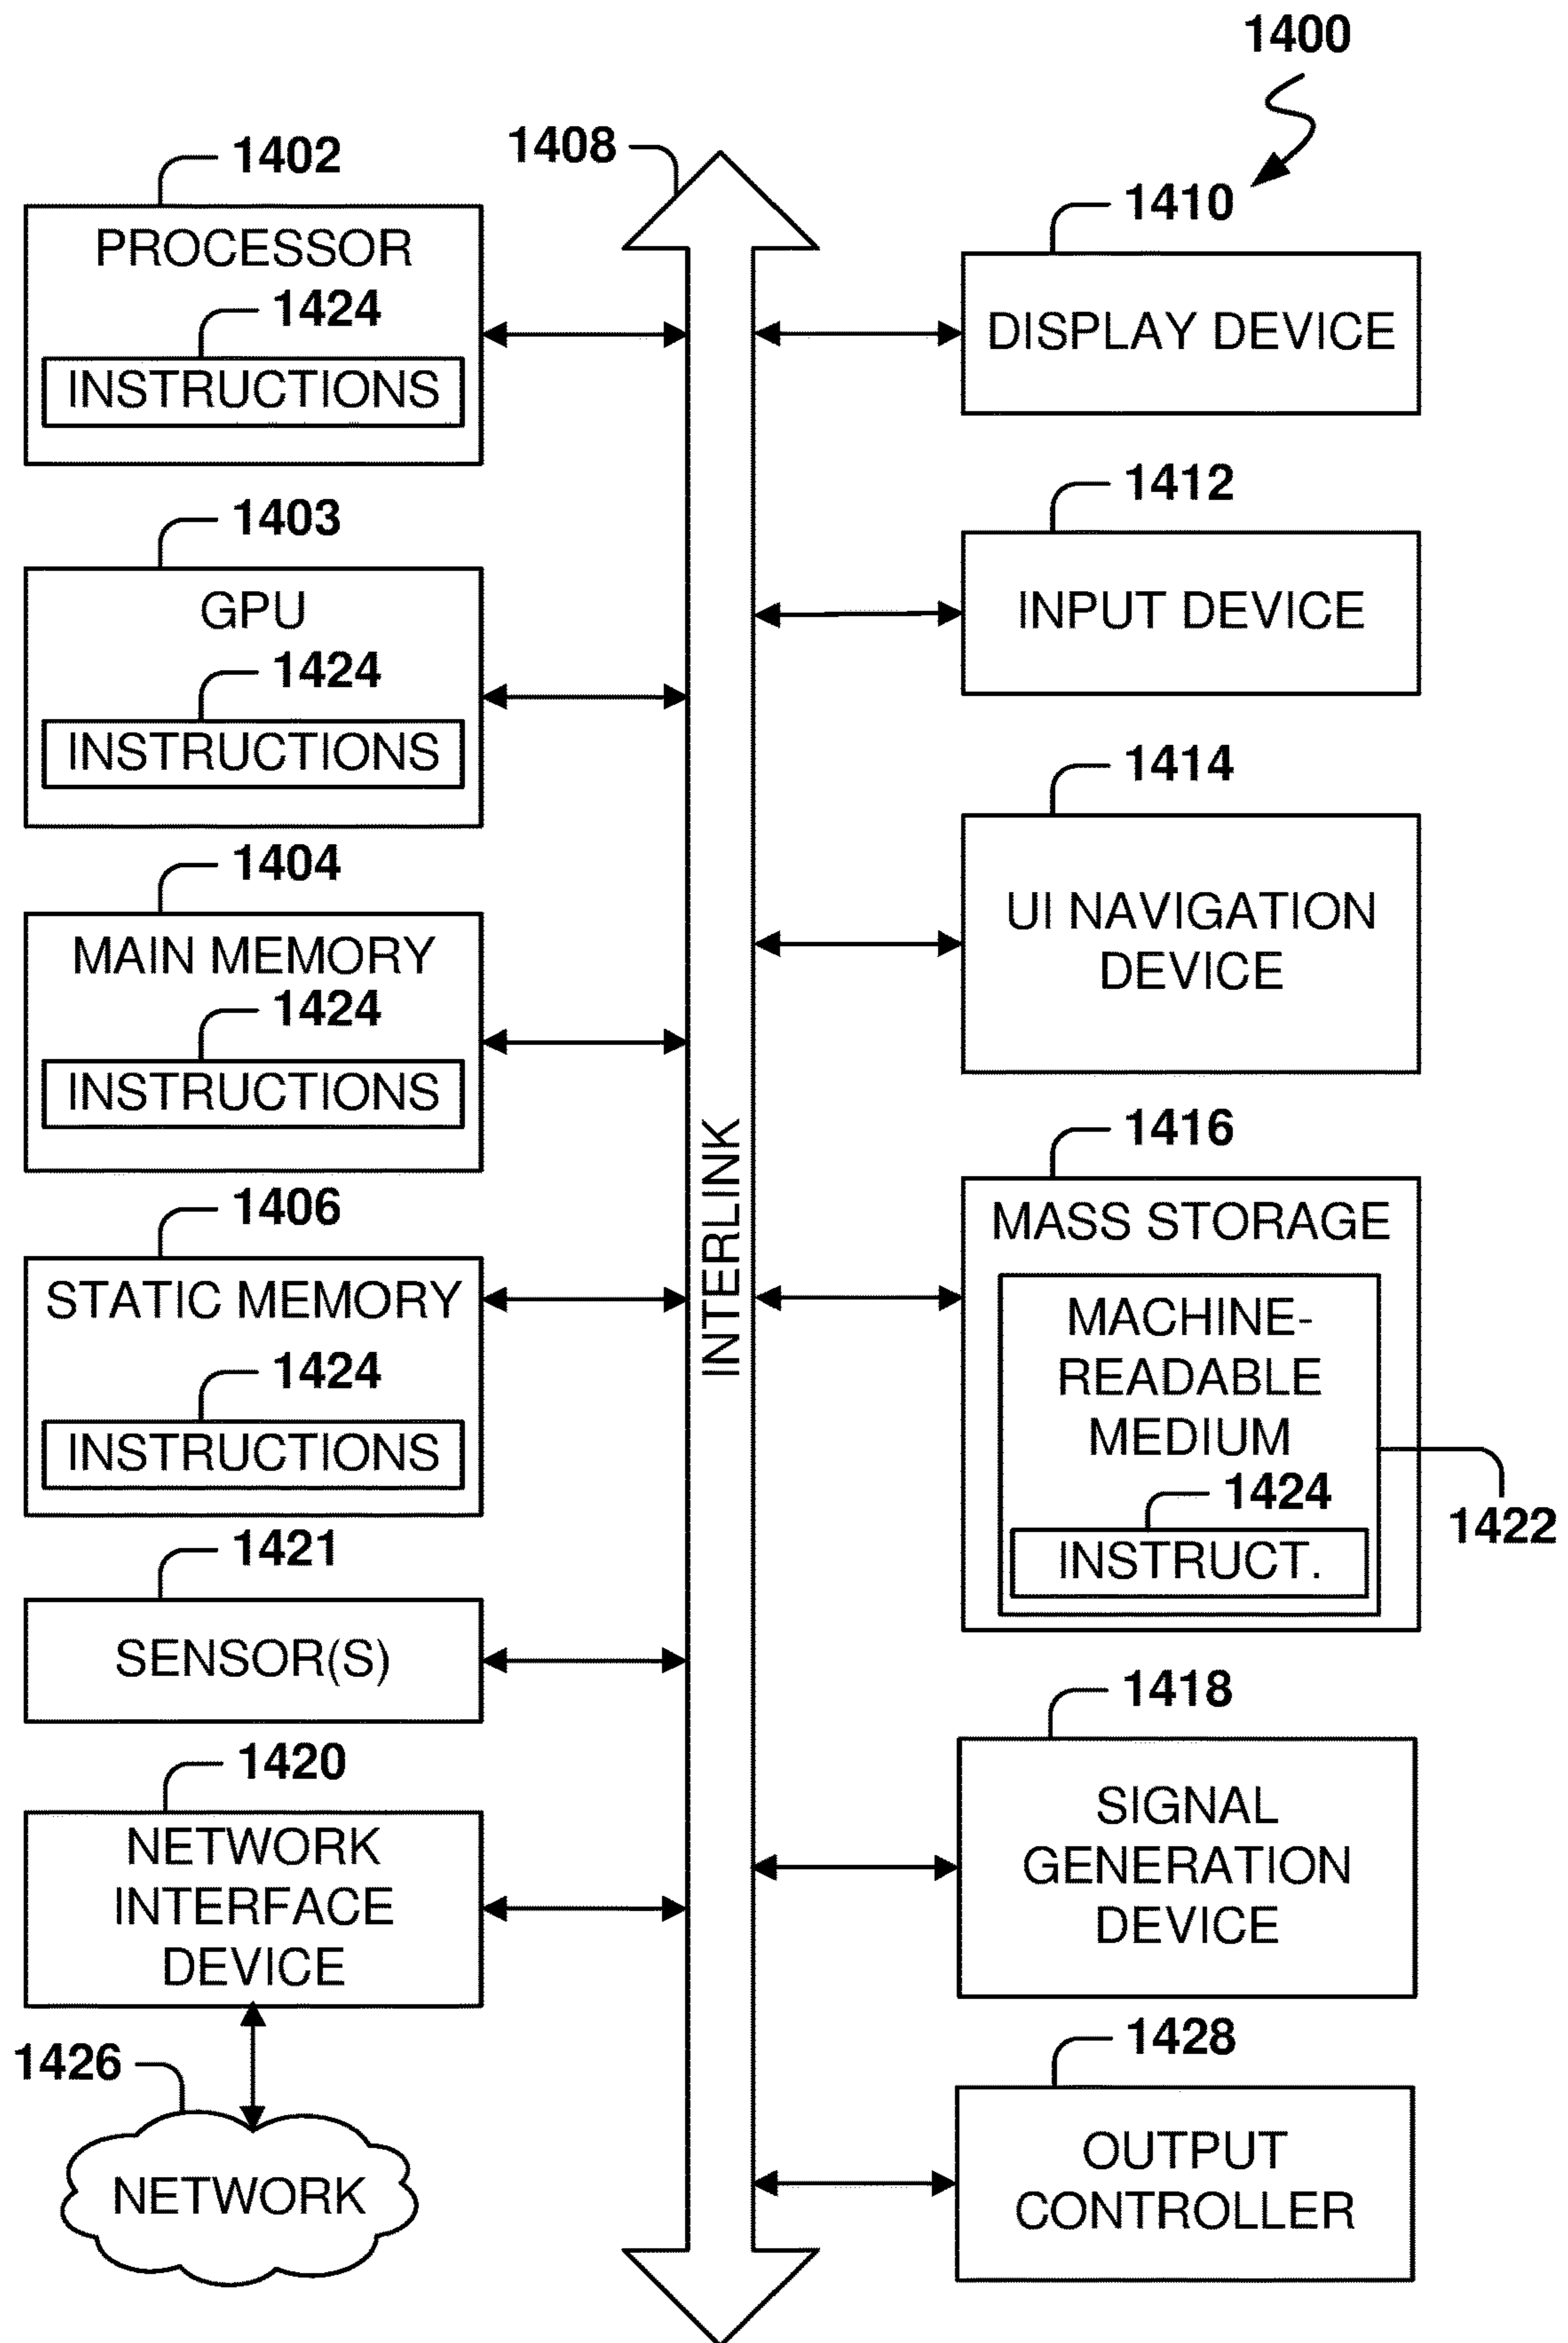 1400
1402
PROCESSOR
1424
INSTRUCTIONS
1403
GPU
1424
INSTRUCTIONS
1404
MAIN MEMORY
1424
INSTRUCTIONS
1406
STATIC MEMORY
1424
INSTRUCTIONS
1421
SENSOR(S)
1420
NETWORK
INTERFACE
DEVICE
1426
NETWORK
1408
INTERLINK
1410
DISPLAY DEVICE
1412
INPUT DEVICE
1414
UI NAVIGATION
DEVICE
1416
MASS STORAGE
MACHINE-
READABLE
MEDIUM
1424
INSTRUCT.
1422
1418
SIGNAL
GENERATION
DEVICE
1428
OUTPUT
CONTROLLER